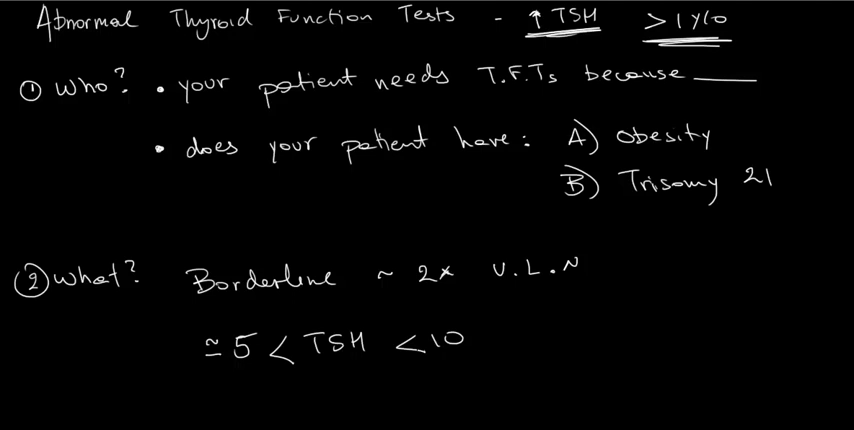 Abnormal Thyroid Function Tests - ↑ TSH > 1 y/o
① Who? • your patient needs T.F.Ts because ____
• does your patient have: A) Obesity
B) Trisomy 21
② What? Borderline ~ 2x U.L.N
≃ 5 < TSH < 10